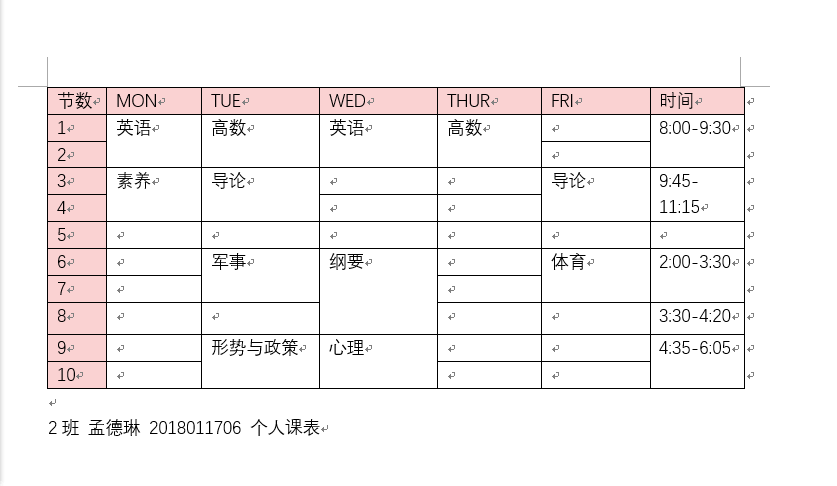 节数 MON TUE WED THUR FRI 时间
1 英语 高数 英语 高数 8:00-9:30
2
3 素养 导论 导论 9:45-
4 11:15
5
6 军事 纲要 体育 2:00-3:30
7
8 3:30-4:20
9 形势与政策 心理 4:35-6:05
10
2 班 孟德琳 2018011706 个人课表